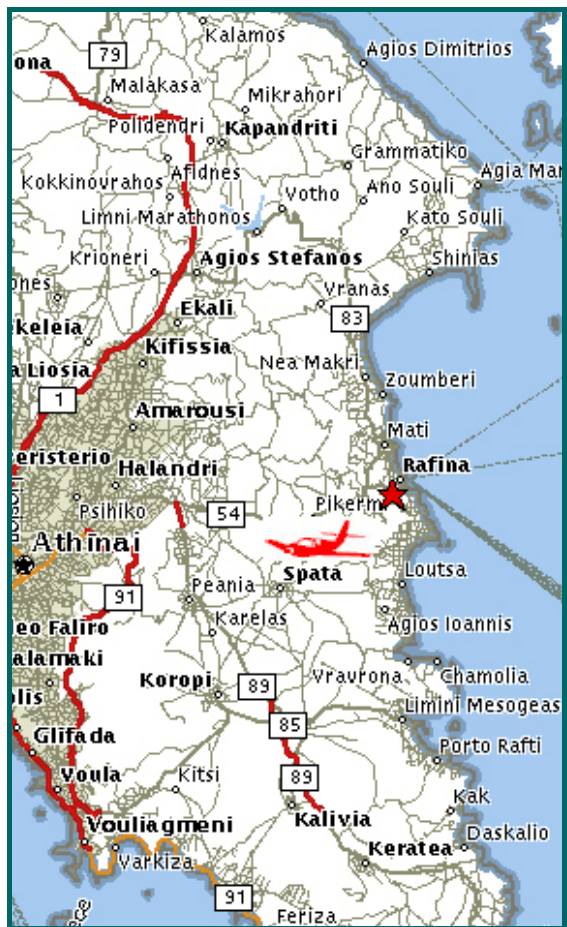 Kalamos
Agios Dimitrios
79
ona
Malakasa
Mikrahori
Polidendri
Kapandriti
Grammatiko
Agia Mar
Afidnes
Kokkinovrahos
Votho
Ano Souli
Limni Marathonos
Kato Souli
Krioneri
Agios Stefanos
Shinias
ones
Vranas
Ekali
83
keleia
Kifissia
Nea Makri
a Liosia
Zoumberi
1
Amarousi
Mati
eristerio
Halandri
Rafina
Psihiko
54
Pikerm
Athinai
Spata
Loutsa
91
Peania
Agios Ioannis
eo Faliro
Karelas
alamaki
Vravrona
Chamolia
Koropi
89
olis
Limini Mesogeas
85
Glifada
Porto Rafti
Voula
Kitsi
89
Kak
Kalivia
Vouliagmeni
Daskalio
Keratea
Varkiza
91
Feriza
ece